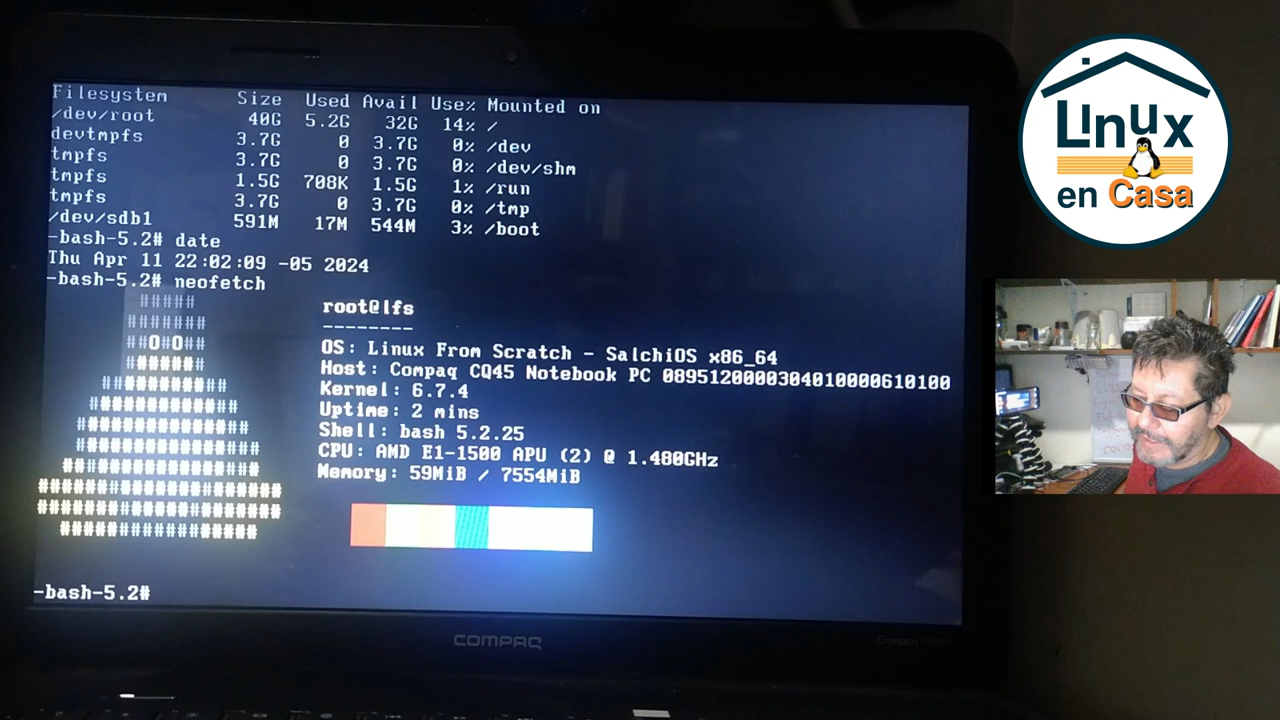 Filesystem Size Used Avail Use% Mounted on
/dev/root 40G 5.2G 32G 14% /
devtmpfs 3.7G 0 3.7G 0% /dev
tmpfs 3.7G 0 3.7G 0% /dev/shm
tmpfs 1.5G 708K 1.5G 1% /run
tmpfs 3.7G 0 3.7G 0% /tmp
/dev/sdb1 591M 17M 544M 3% /boot
-bash-5.2# date
Thu Apr 11 22:02:09 -05 2024
-bash-5.2# neofetch
root@lfs
--------
OS: Linux From Scratch - SalchiOS x86_64
Host: Compaq CQ45 Notebook PC 0895120000304010000610100
Kernel: 6.7.4
Uptime: 2 mins
Shell: bash 5.2.25
CPU: AMD E1-1500 APU (2) @ 1.480GHz
Memory: 59MiB / 7554MiB
-bash-5.2#
COMPAQ
Linux
en Casa